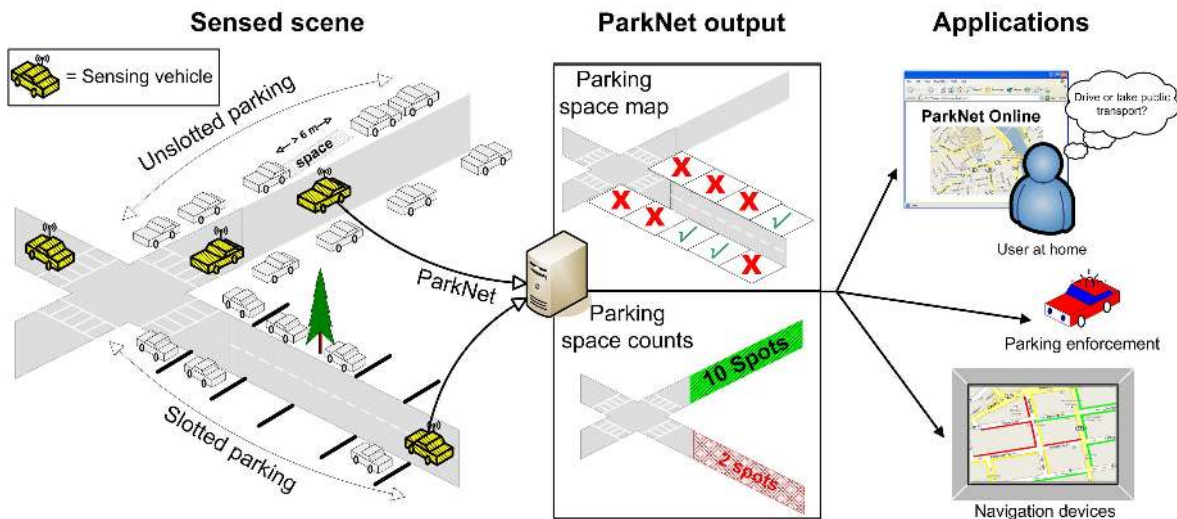 Sensed scene
= Sensing vehicle
Unslotted parking
> 6 m
space
ParkNet
Slotted parking
ParkNet output
Parking
space map
X X X X ✓
X X ✓ ✓ X
Parking
space counts
10 Spots
2 spots
Applications
ParkNet Online
Drive or take public
transport?
User at home
Parking enforcement
Navigation devices